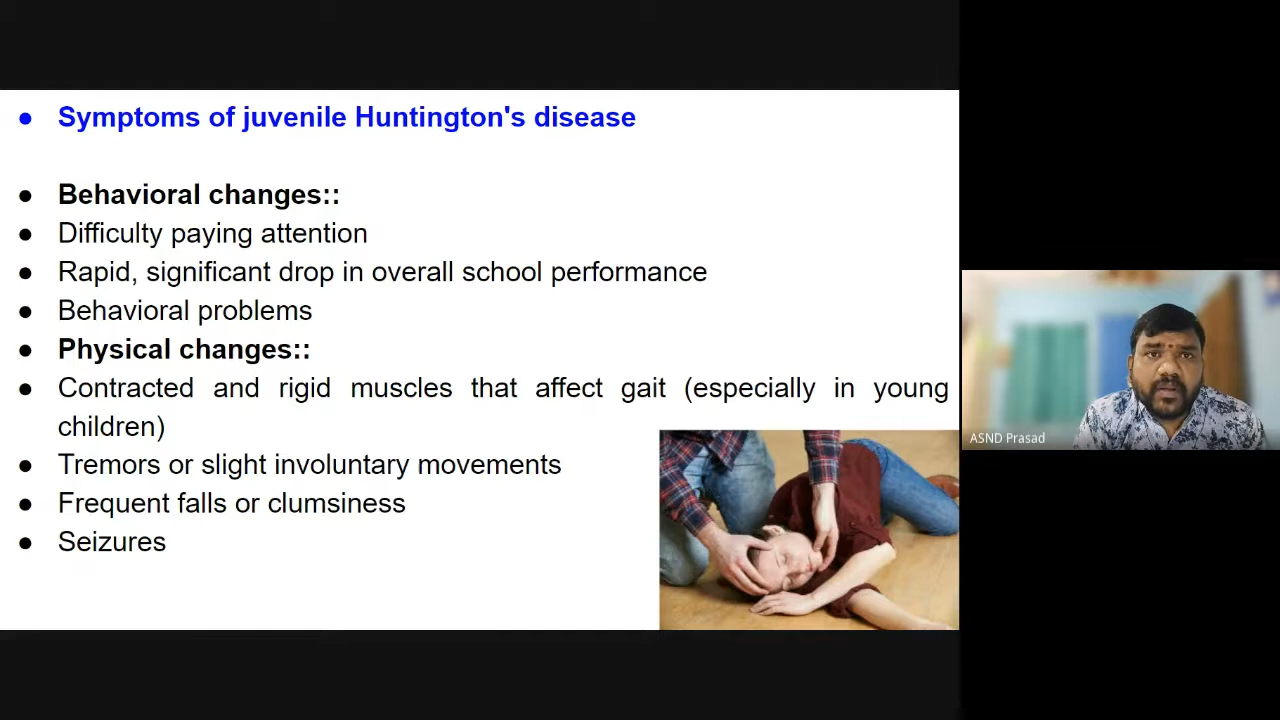 ● Symptoms of juvenile Huntington's disease
● Behavioral changes::
● Difficulty paying attention
● Rapid, significant drop in overall school performance
● Behavioral problems
● Physical changes::
● Contracted and rigid muscles that affect gait (especially in young
children)
● Tremors or slight involuntary movements
● Frequent falls or clumsiness
● Seizures
ASND Prasad